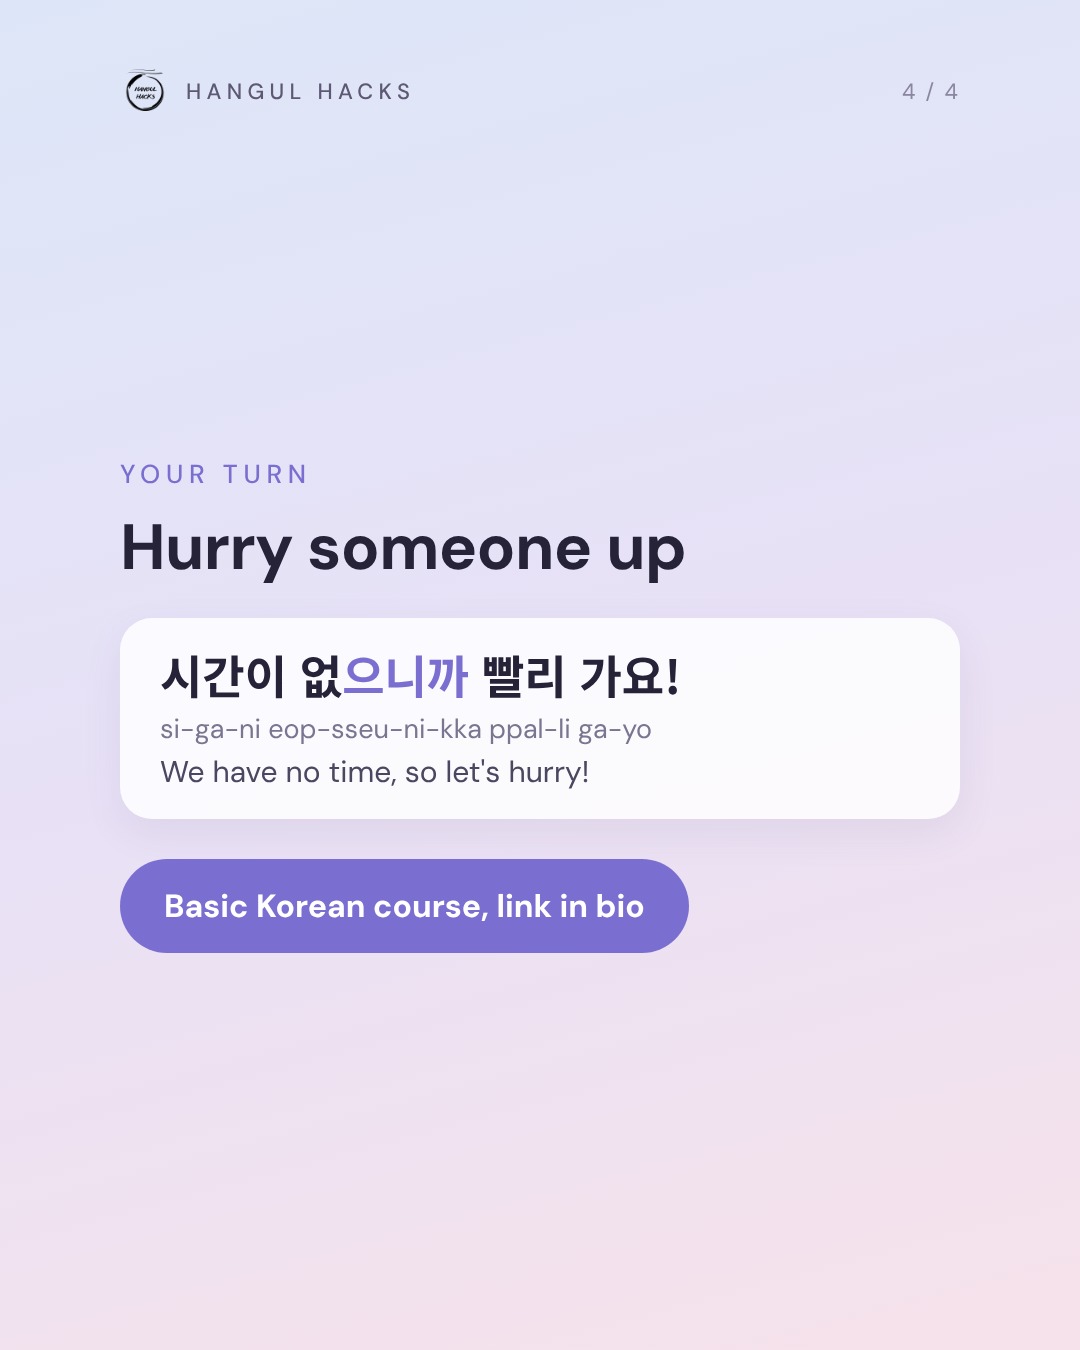 HANGUL HACKS
HANGUL HACKS
4 / 4
YOUR TURN
Hurry someone up
시간이 없으니까 빨리 가요!
si-ga-ni eop-sseu-ni-kka ppal-li ga-yo
We have no time, so let's hurry!
Basic Korean course, link in bio